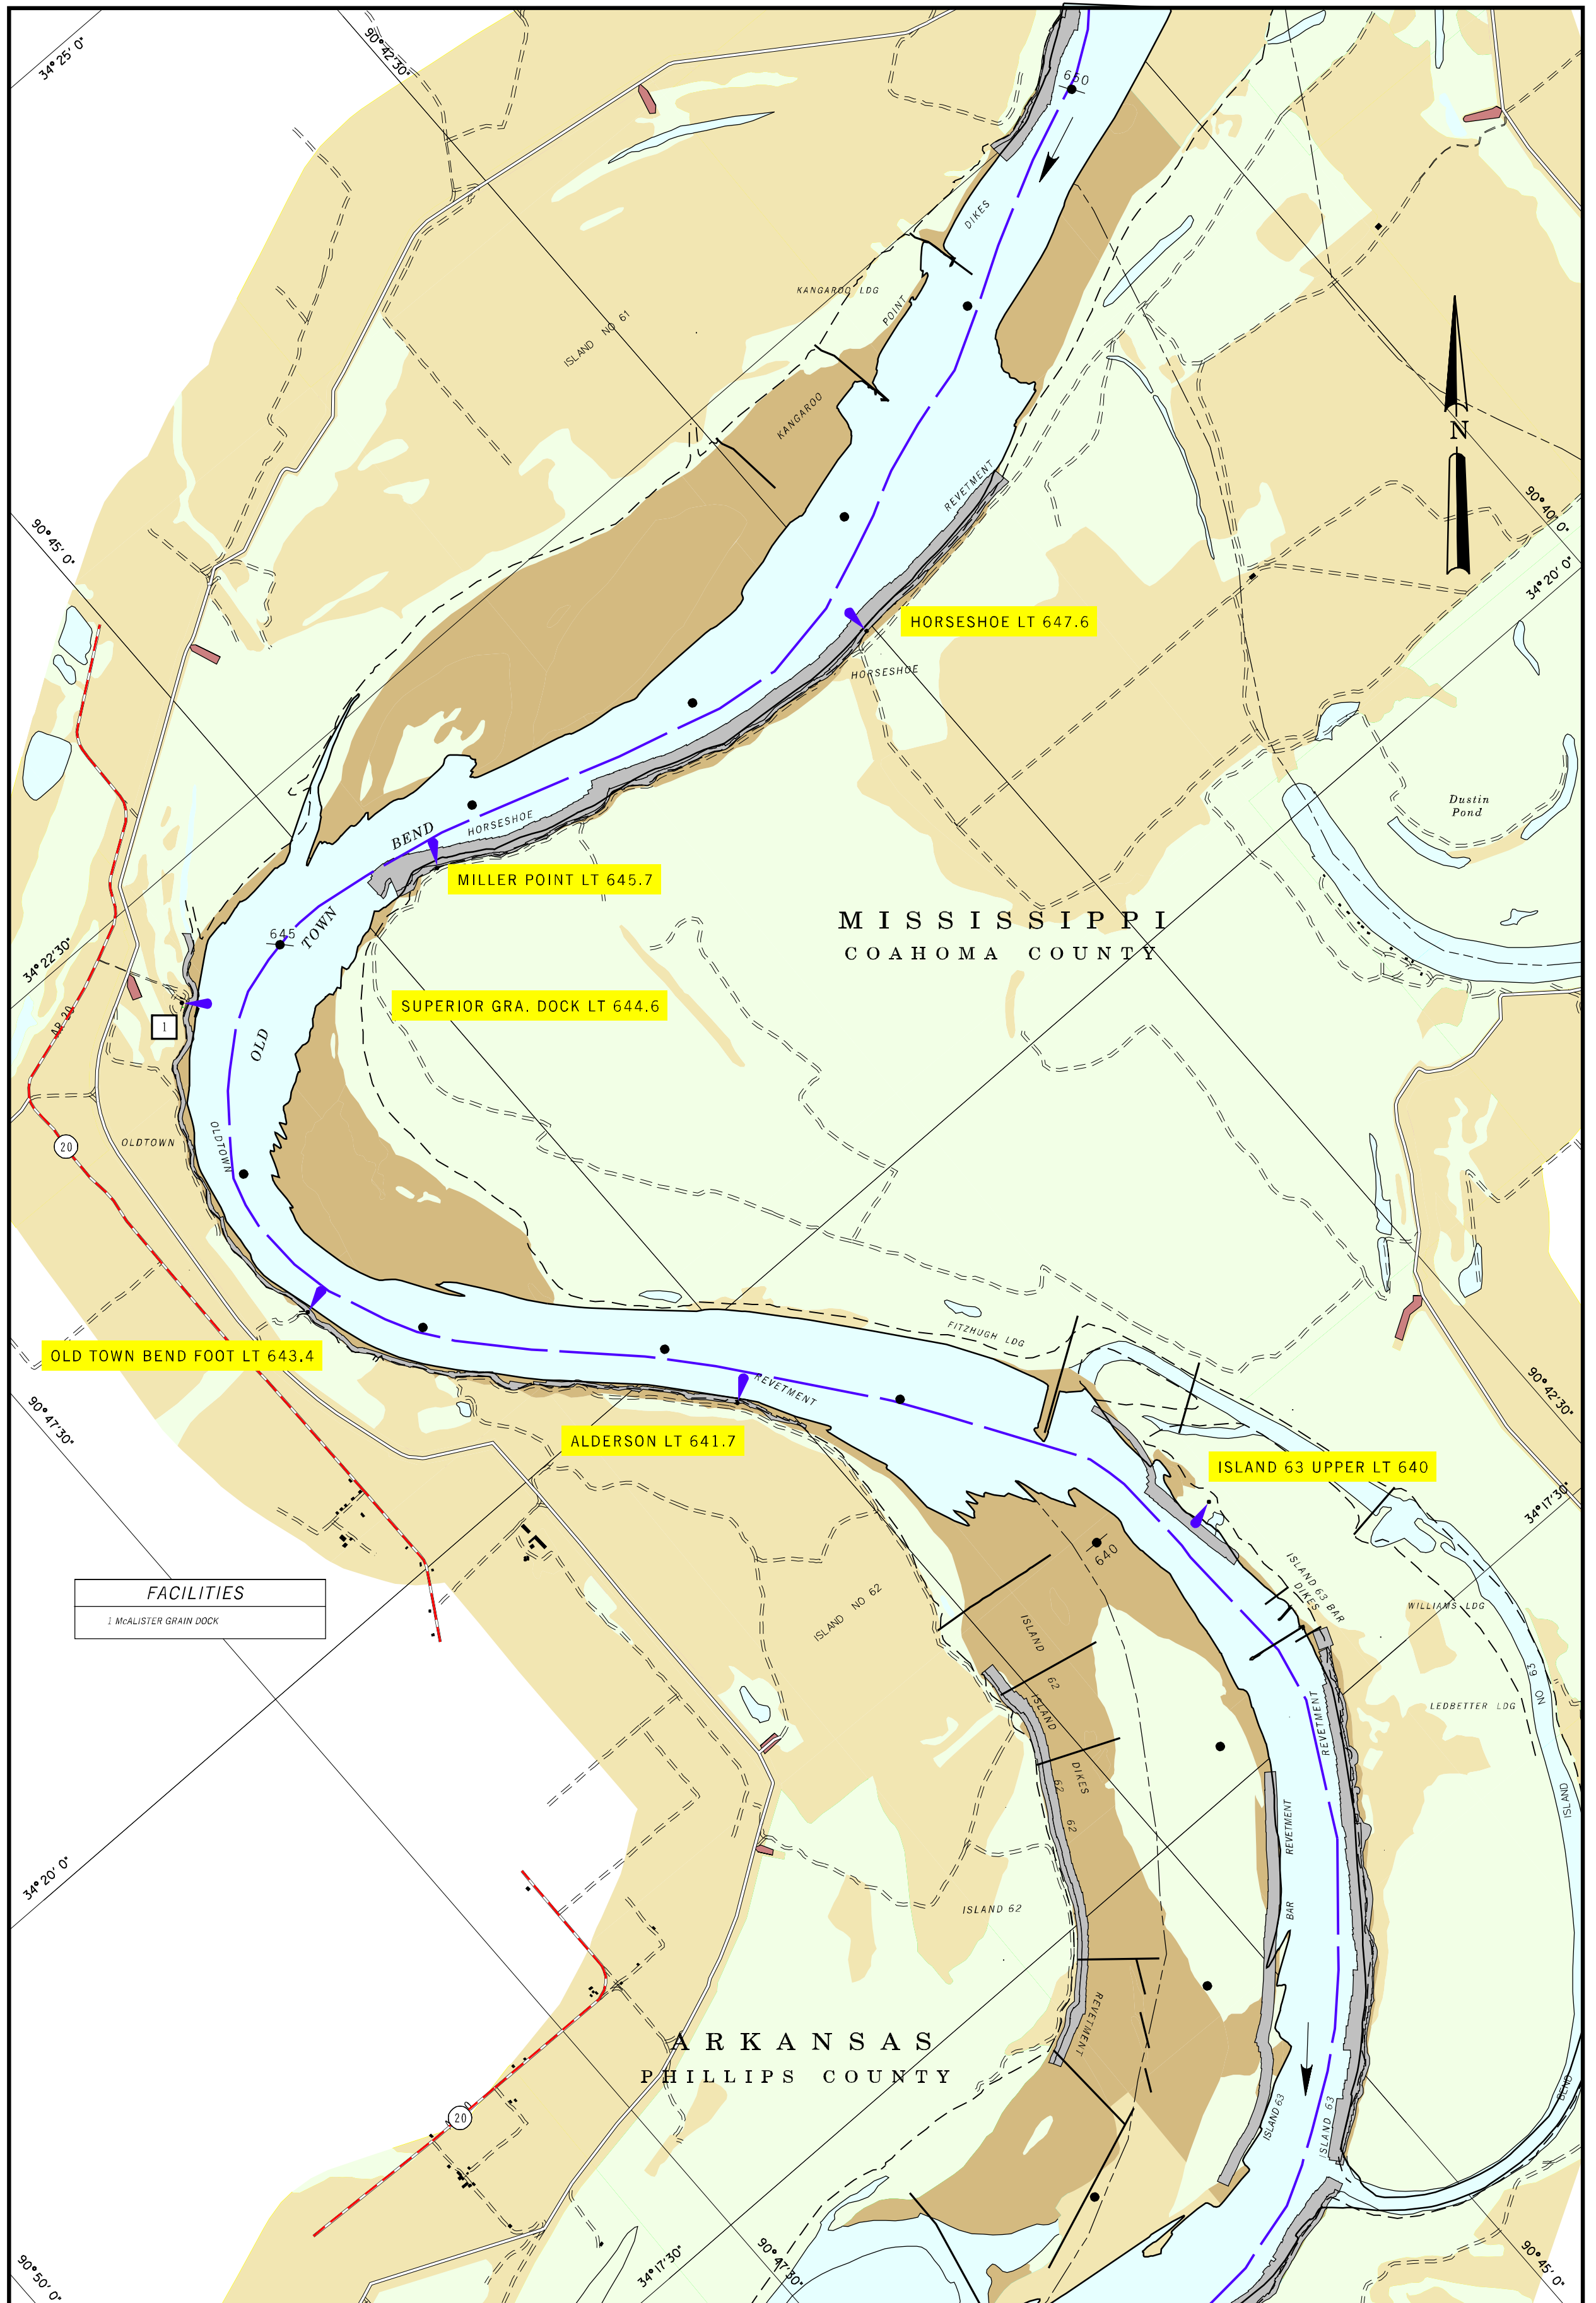 34° 25' 0"
90° 42'30"
650
DIKES
KANGAROO LDG
POINT
ISLAND NO 61
KANGAROO
N
REVETMENT
90° 40' 0"
90° 45' 0"
34° 20' 0"
HORSESHOE LT 647.6
HORSESHOE
Dustin
Pond
HORSESHOE
BEND
MILLER POINT LT 645.7
MISSISSIPPI
COAHOMA COUNTY
645
TOWN
34° 22'30"
SUPERIOR GRA. DOCK LT 644.6
AR 20
1
OLD
20
OLDTOWN
OLDTOWN
FITZHUGH LDG
OLD TOWN BEND FOOT LT 643.4
REVETMENT
90° 42'30"
90° 47'30"
ALDERSON LT 641.7
ISLAND 63 UPPER LT 640
34° 17'30"
640
FACILITIES
1 McALISTER GRAIN DOCK
ISLAND NO 62
ISLAND 63 BAR
DIKES
WILLIAMS LDG
ISLAND
62
NO 63
LEDBETTER LDG
ISLAND
62
REVETMENT
DIKES
62
ISLAND
REVETMENT
BAR
34° 20' 0"
ISLAND 62
REVETMENT
ARKANSAS
PHILLIPS COUNTY
BEND
20
ISLAND 63
ISLAND 63
90° 50' 0"
34° 17'30"
90° 47'30"
90° 45' 0"